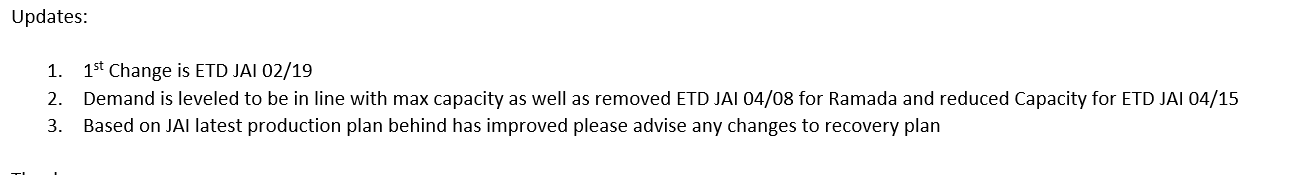 Updates:
1. 1st Change is ETD JAI 02/19
2. Demand is leveled to be in line with max capacity as well as removed ETD JAI 04/08 for Ramada and reduced Capacity for ETD JAI 04/15
3. Based on JAI latest production plan behind has improved please advise any changes to recovery plan